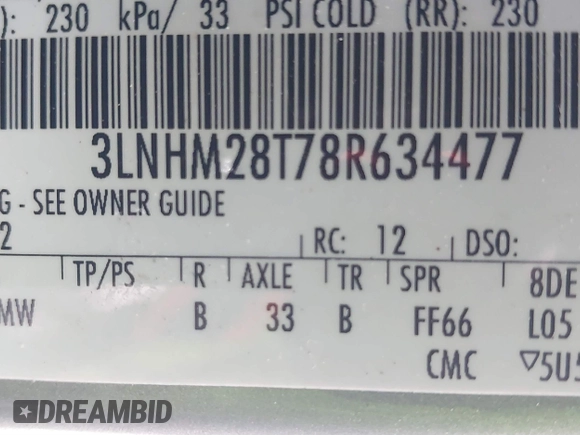 ): 230 kPa/ 33 PSI COLD (RR): 230
3LNHM28T78R634477
G - SEE OWNER GUIDE
2
RC: 12 DSO:
TP/PS R AXLE TR SPR 8DE
MW B 33 B FF66 L05
CMC ▽5U5
DREAMBID